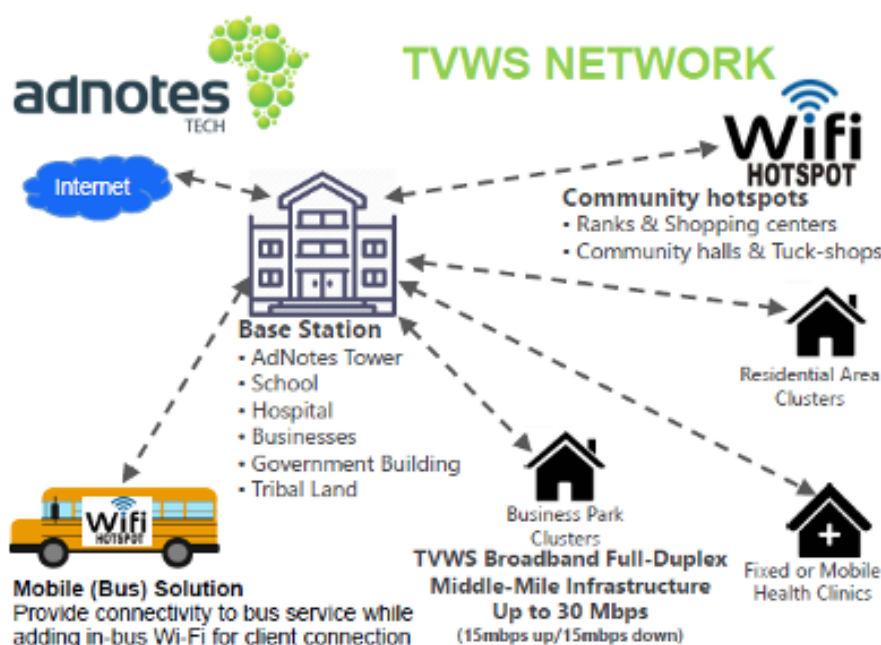 adnotes
TECH
TVWS NETWORK
Internet
Wifi
HOTSPOT
Community hotspots
• Ranks & Shopping centers
• Community halls & Tuck-shops
Base Station
• AdNotes Tower
• School
• Hospital
• Businesses
• Government Building
• Tribal Land
Residential Area
Clusters
Business Park
Clusters
TVWS Broadband Full-Duplex
Middle-Mile Infrastructure
Up to 30 Mbps
(15mbps up/15mbps down)
Fixed or Mobile
Health Clinics
Wifi
HOTSPOT
Mobile (Bus) Solution
Provide connectivity to bus service while
adding in-bus Wi-Fi for client connection